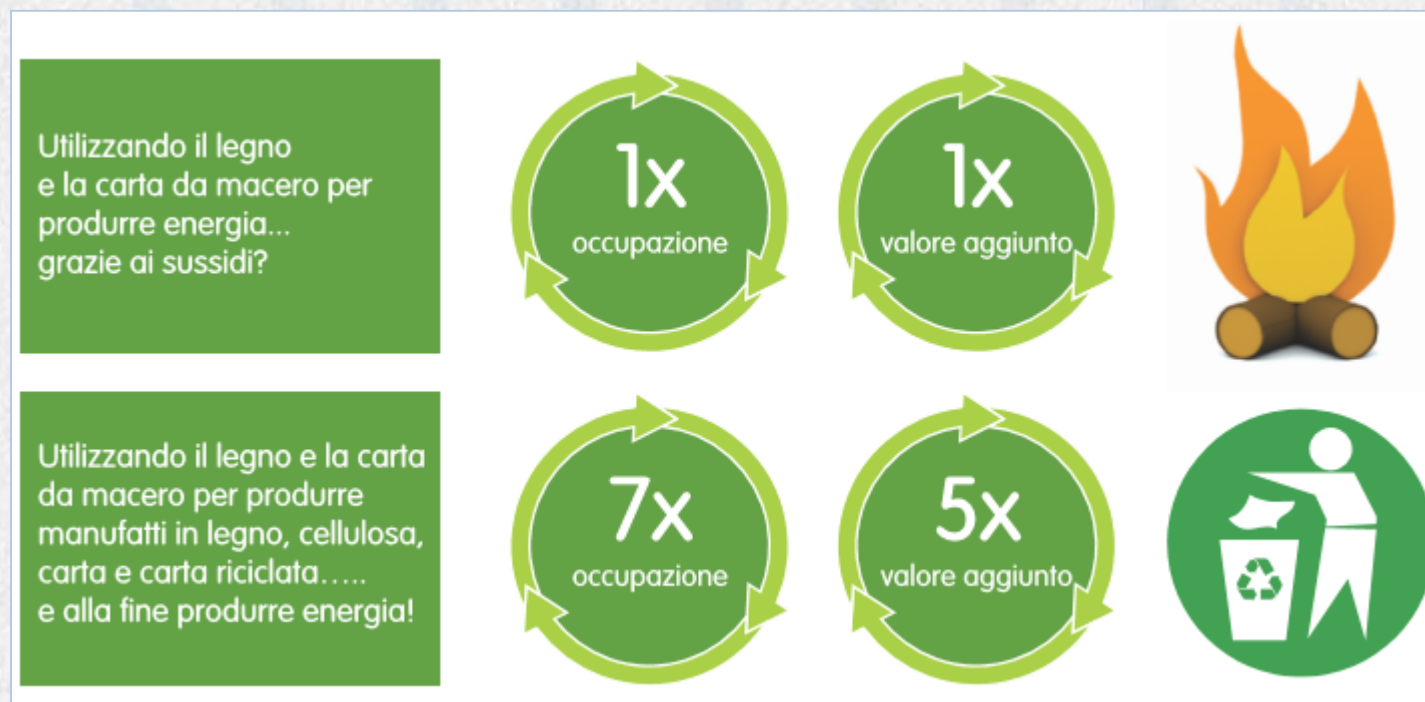 Utilizzando il legno
e la carta da macero per
produrre energia...
grazie ai sussidi?
1x
occupazione
1x
valore aggiunto
Utilizzando il legno e la carta
da macero per produrre
manufatti in legno, cellulosa,
carta e carta riciclata.....
e alla fine produrre energia!
7x
occupazione
5x
valore aggiunto